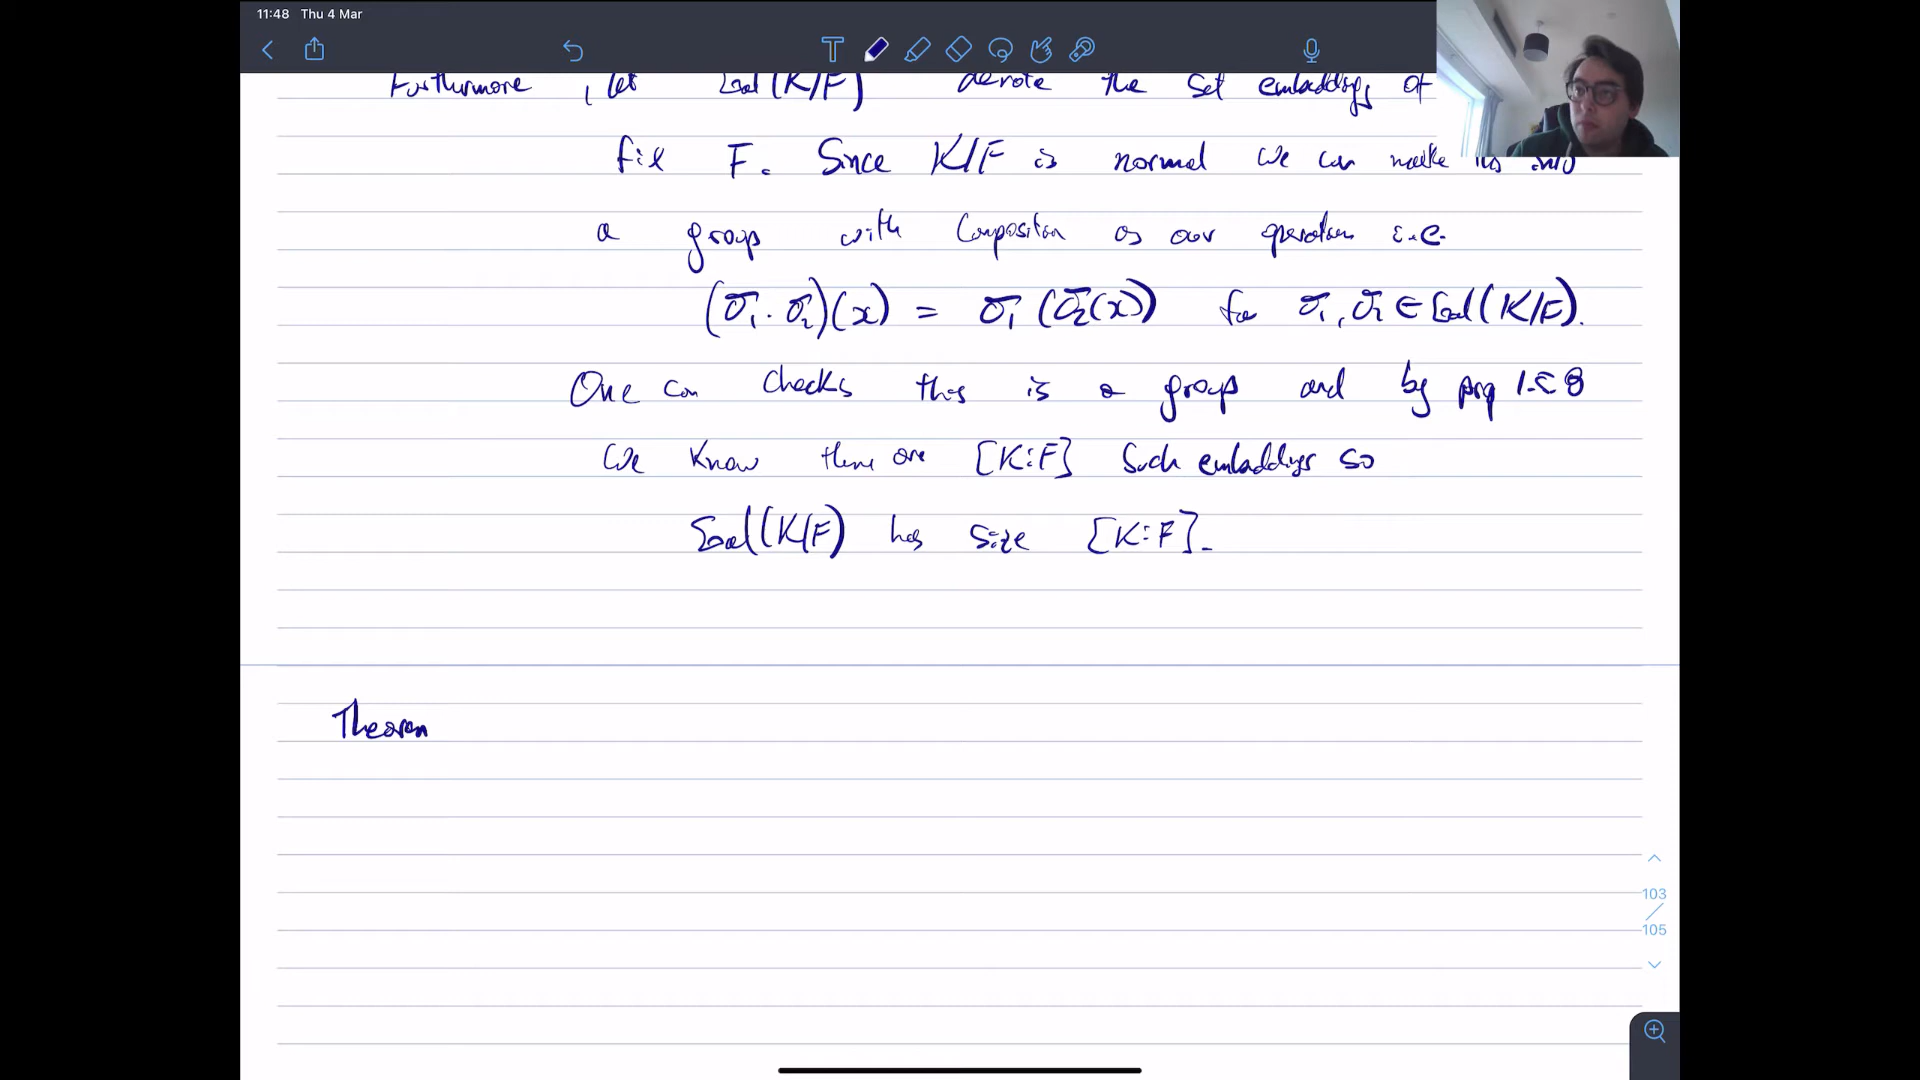 11:48 Thu 4 Mar
Furthermore, let Gal(K/F) denote the set embeddings of
fix F. Since K/F is normal we can make this into
a group with composition as our operation i.e.
(σ₁ · σ₂)(x) = σ₁(σ₂(x)) for σ₁, σ₂ ∈ Gal(K/F).
One can checks this is a group and by prop
we know there are [K:F] such embeddings so
Gal(K/F) has size [K:F].
Theorem
103
105